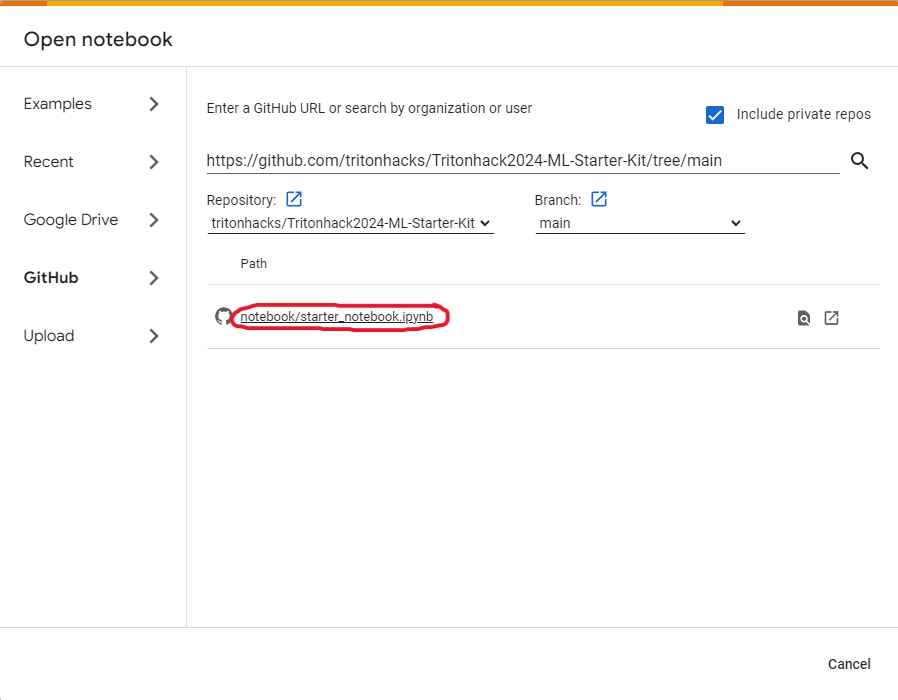 Open notebook
Examples
Recent
Google Drive
GitHub
Upload
Enter a GitHub URL or search by organization or user
Include private repos
https://github.com/tritonhacks/Tritonhack2024-ML-Starter-Kit/tree/main
Repository:
Branch:
tritonhacks/Tritonhack2024-ML-Starter-Kit
main
Path
notebook/starter_notebook.ipynb
Cancel